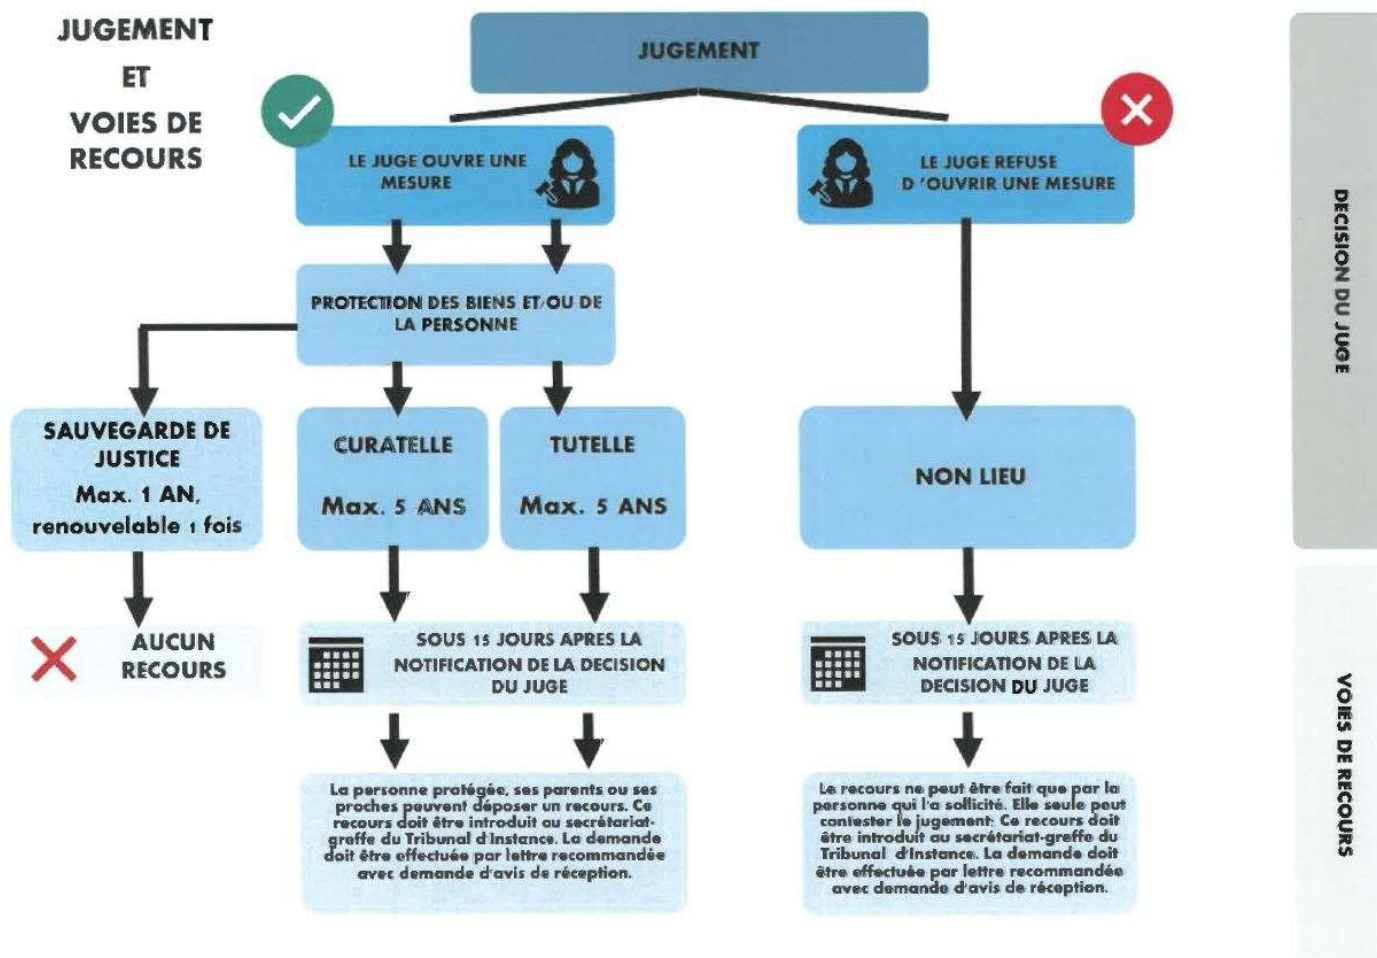 JUGEMENT
ET
VOIES DE
RECOURS
JUGEMENT
LE JUGE OUVRE UNE
MESURE
LE JUGE REFUSE
D 'OUVRIR UNE MESURE
PROTECTION DES BIENS ET/OU DE
LA PERSONNE
SAUVEGARDE DE
JUSTICE
Max. 1 AN,
renouvelable 1 fois
CURATELLE
Max. 5 ANS
TUTELLE
Max. 5 ANS
NON LIEU
AUCUN
RECOURS
SOUS 15 JOURS APRES LA
NOTIFICATION DE LA DECISION
DU JUGE
SOUS 15 JOURS APRES LA
NOTIFICATION DE LA
DECISION DU JUGE
La personne protégée, ses parents ou ses
proches peuvent déposer un recours. Ce
recours doit être introduit au secrétariat-
greffe du Tribunal d'Instance. La demande
doit être effectuée par lettre recommandée
avec demande d'avis de réception.
Le recours ne peut être fait que par la
personne qui l'a sollicité. Elle seule peut
contester le jugement. Ce recours doit
être introduit au secrétariat-greffe du
Tribunal d'Instance. La demande doit
être effectuée par lettre recommandée
avec demande d'avis de réception.
DECISION DU JUGE
VOIES DE RECOURS